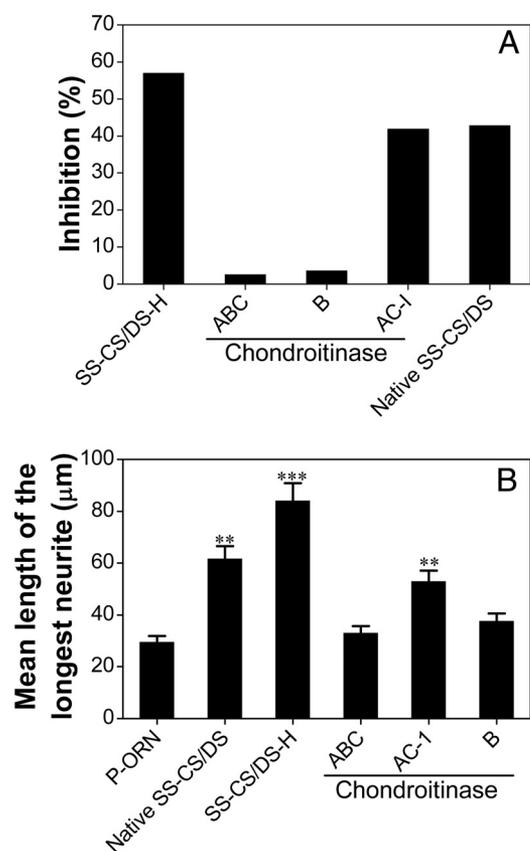 A
Inhibition (%)
70
60
50
40
30
20
10
0
SS-CS/DS-H
ABC
B
AC-I
Native SS-CS/DS
Chondroitinase
B
Mean length of the
longest neurite (μm)
100
80
60
40
20
0
**
***
**
P-ORN
Native SS-CS/DS
SS-CS/DS-H
ABC
AC-1
B
Chondroitinase